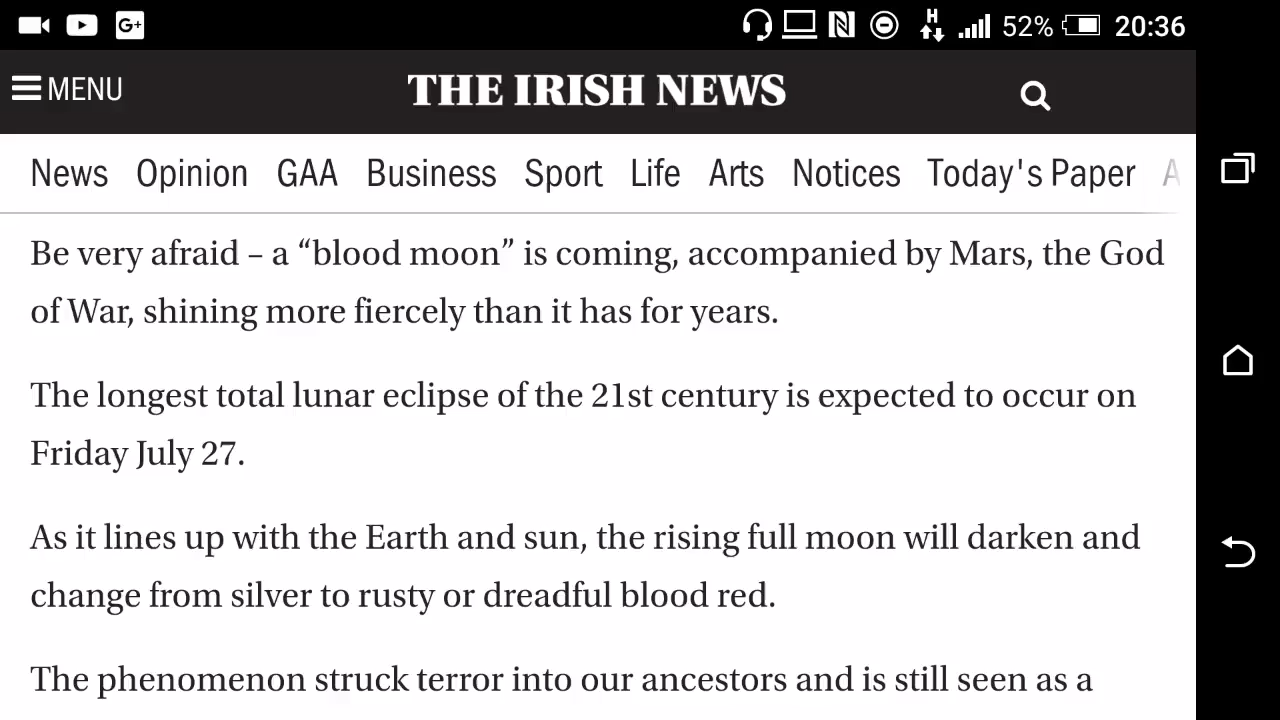 G+ H 52% 20:36
MENU THE IRISH NEWS
News Opinion GAA Business Sport Life Arts Notices Today's Paper A
Be very afraid – a “blood moon” is coming, accompanied by Mars, the God
of War, shining more fiercely than it has for years.
The longest total lunar eclipse of the 21st century is expected to occur on
Friday July 27.
As it lines up with the Earth and sun, the rising full moon will darken and
change from silver to rusty or dreadful blood red.
The phenomenon struck terror into our ancestors and is still seen as a